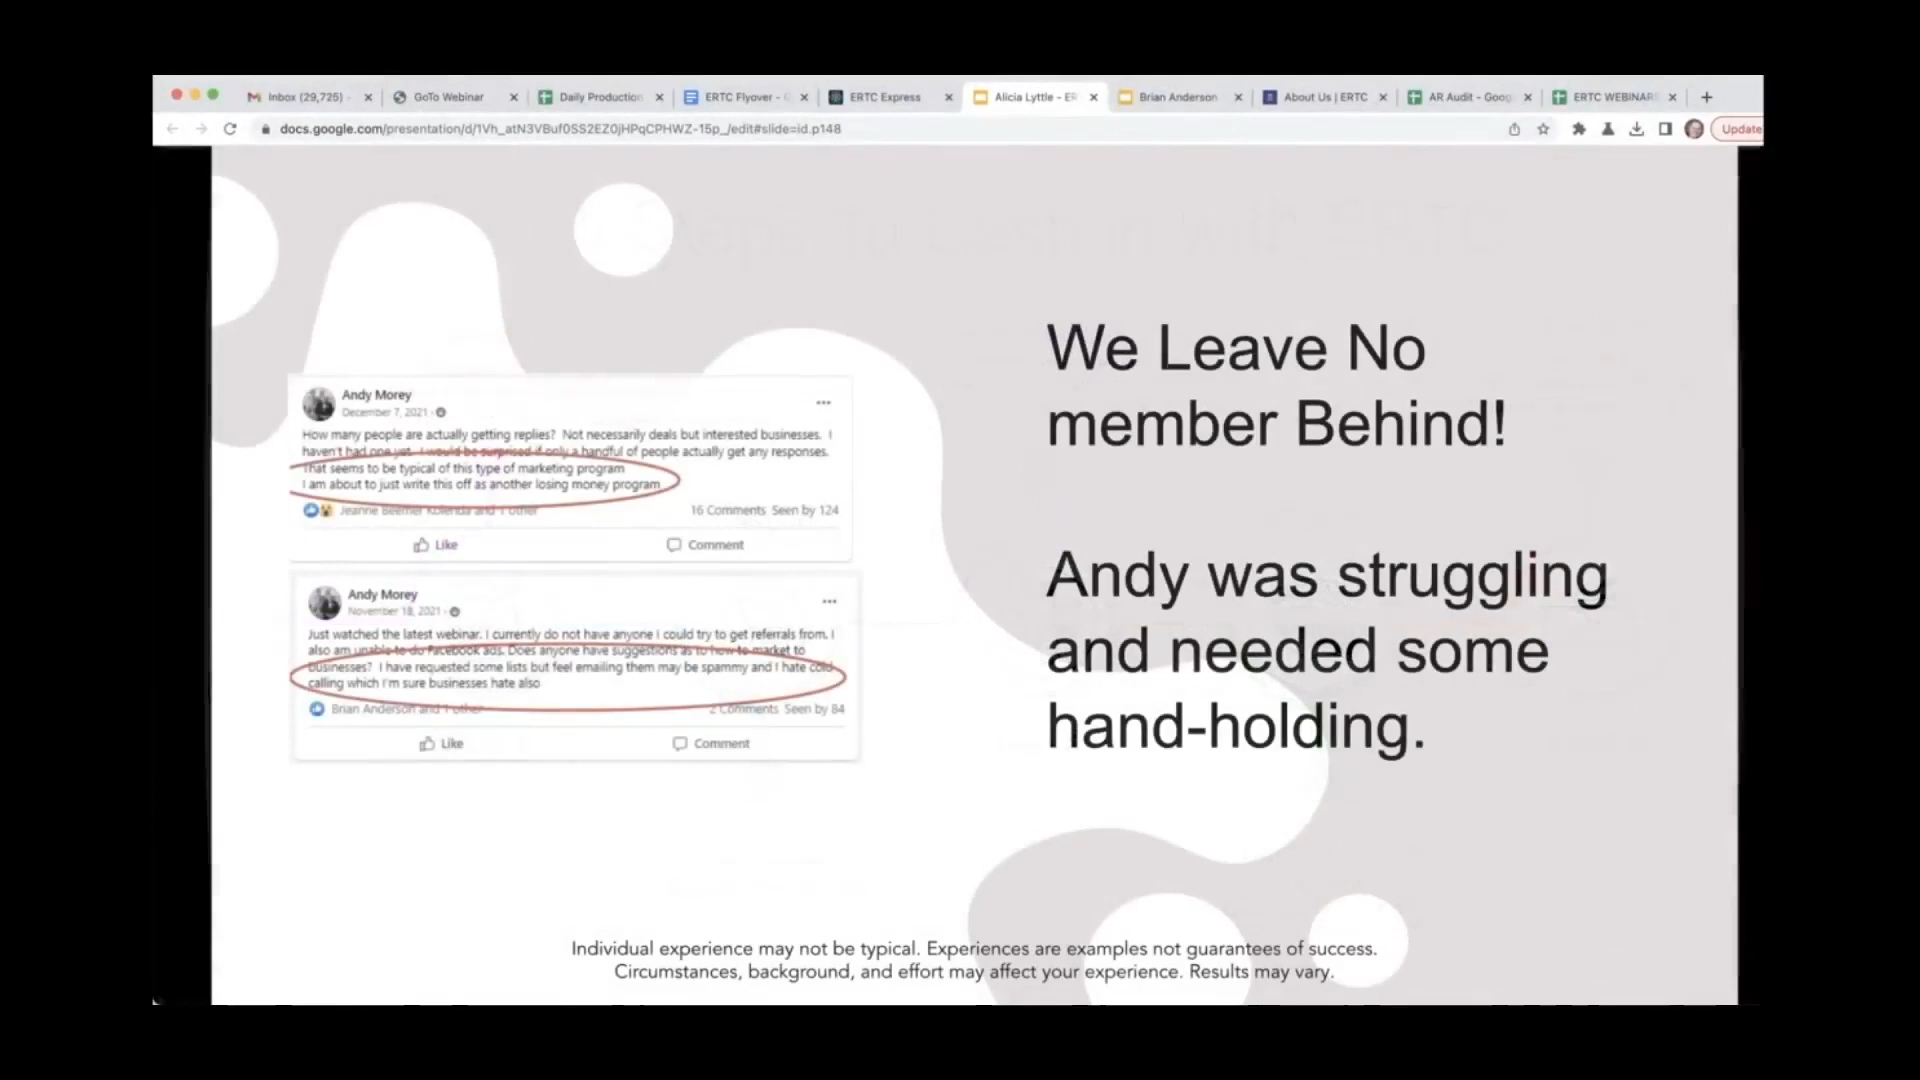 Inbox (29,725) -
GoTo Webinar
Daily Production
ERTC Flyover - G
ERTC Express
Alicia Lyttle - ER
Brian Anderson
About Us | ERTC
AR Audit - Goog
ERTC WEBINARS
docs.google.com/presentation/d/1Vh_atN3VBuf0SS2EZ0jHPqCPHWZ-15p_/edit#slide=id.p148
Update
We Leave No
member Behind!
Andy was struggling
and needed some
hand-holding.
Andy Morey
December 7, 2021
How many people are actually getting replies? Not necessarily deals but interested businesses. I
haven't had one yet. I would be surprised if only a handful of people actually get any responses.
That seems to be typical of this type of marketing program
I am about to just write this off as another losing money program
Jeanne Beemer Kolenda and 1 other
16 Comments Seen by 124
Like
Comment
Andy Morey
November 18, 2021
Just watched the latest webinar. I currently do not have anyone I could try to get referrals from. I
also am unable to do Facebook ads. Does anyone have suggestions as to how to market to
businesses? I have requested some lists but feel emailing them may be spammy and I hate cold
calling which I'm sure businesses hate also
Brian Anderson and 1 other
2 Comments Seen by 84
Like
Comment
Individual experience may not be typical. Experiences are examples not guarantees of success.
Circumstances, background, and effort may affect your experience. Results may vary.